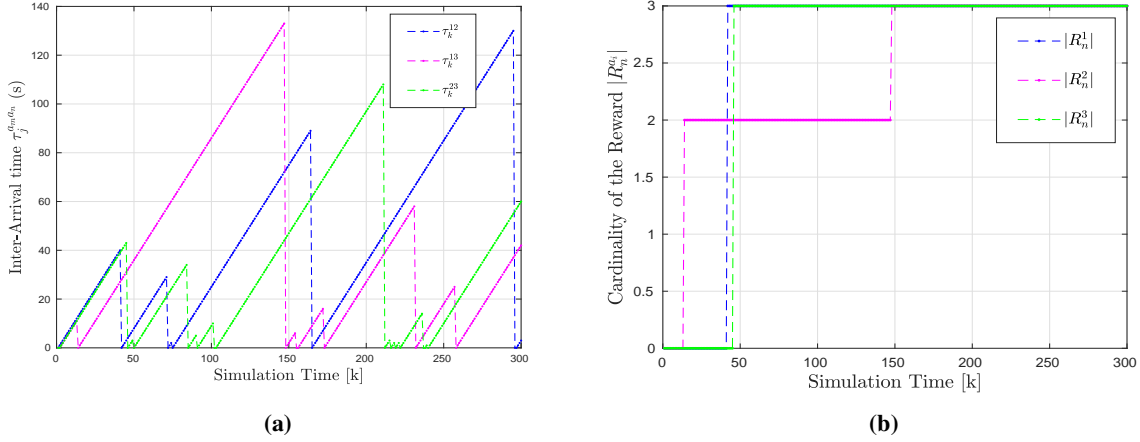 140
120
100
80
60
40
20
0
Inter-Arrival time τ_j^{a_m a_n} (s)
τ_k^{12}
τ_k^{13}
τ_k^{23}
0 50 100 150 200 250 300
Simulation Time [k]
(a)
3
2.5
2
1.5
1
0.5
0
Cardinality of the Reward |R_n^{a_i}|
|R_n^1|
|R_n^2|
|R_n^3|
0 50 100 150 200 250 300
Simulation Time [k]
(b)